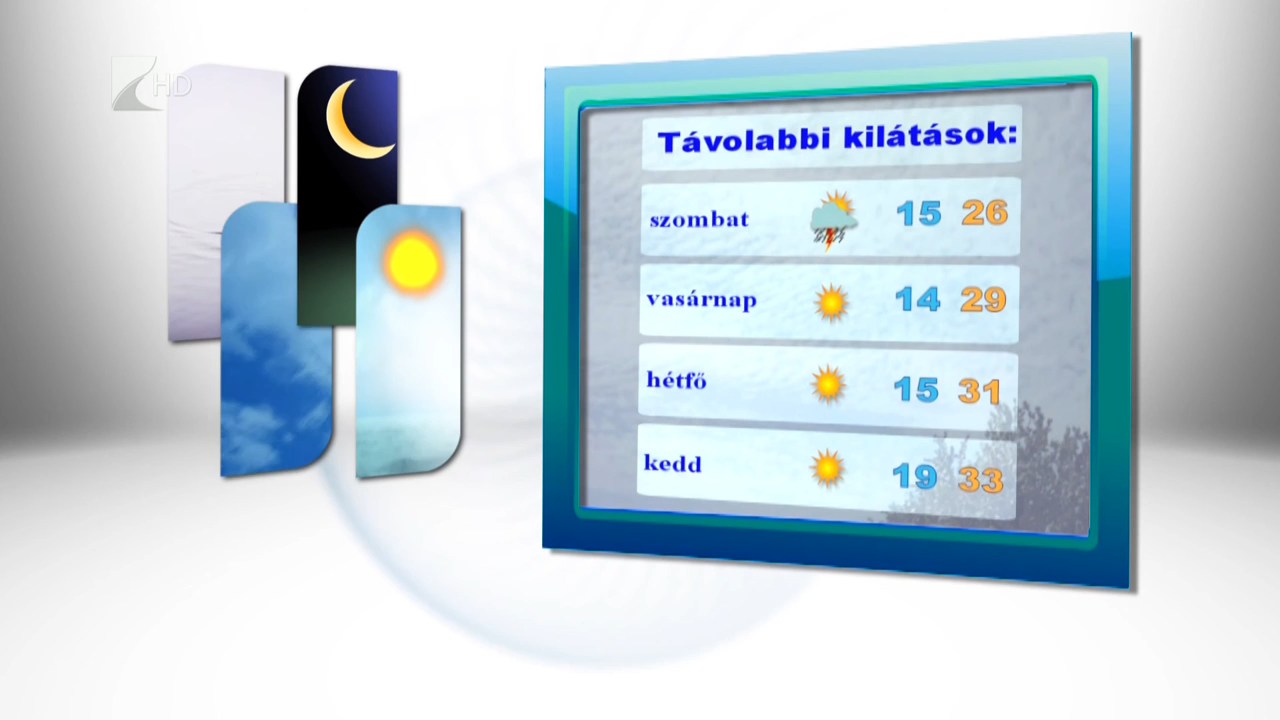 HD
Távolabbi kilátások:
szombat 15 26
vasárnap 14 29
hétfő 15 31
kedd 19 33